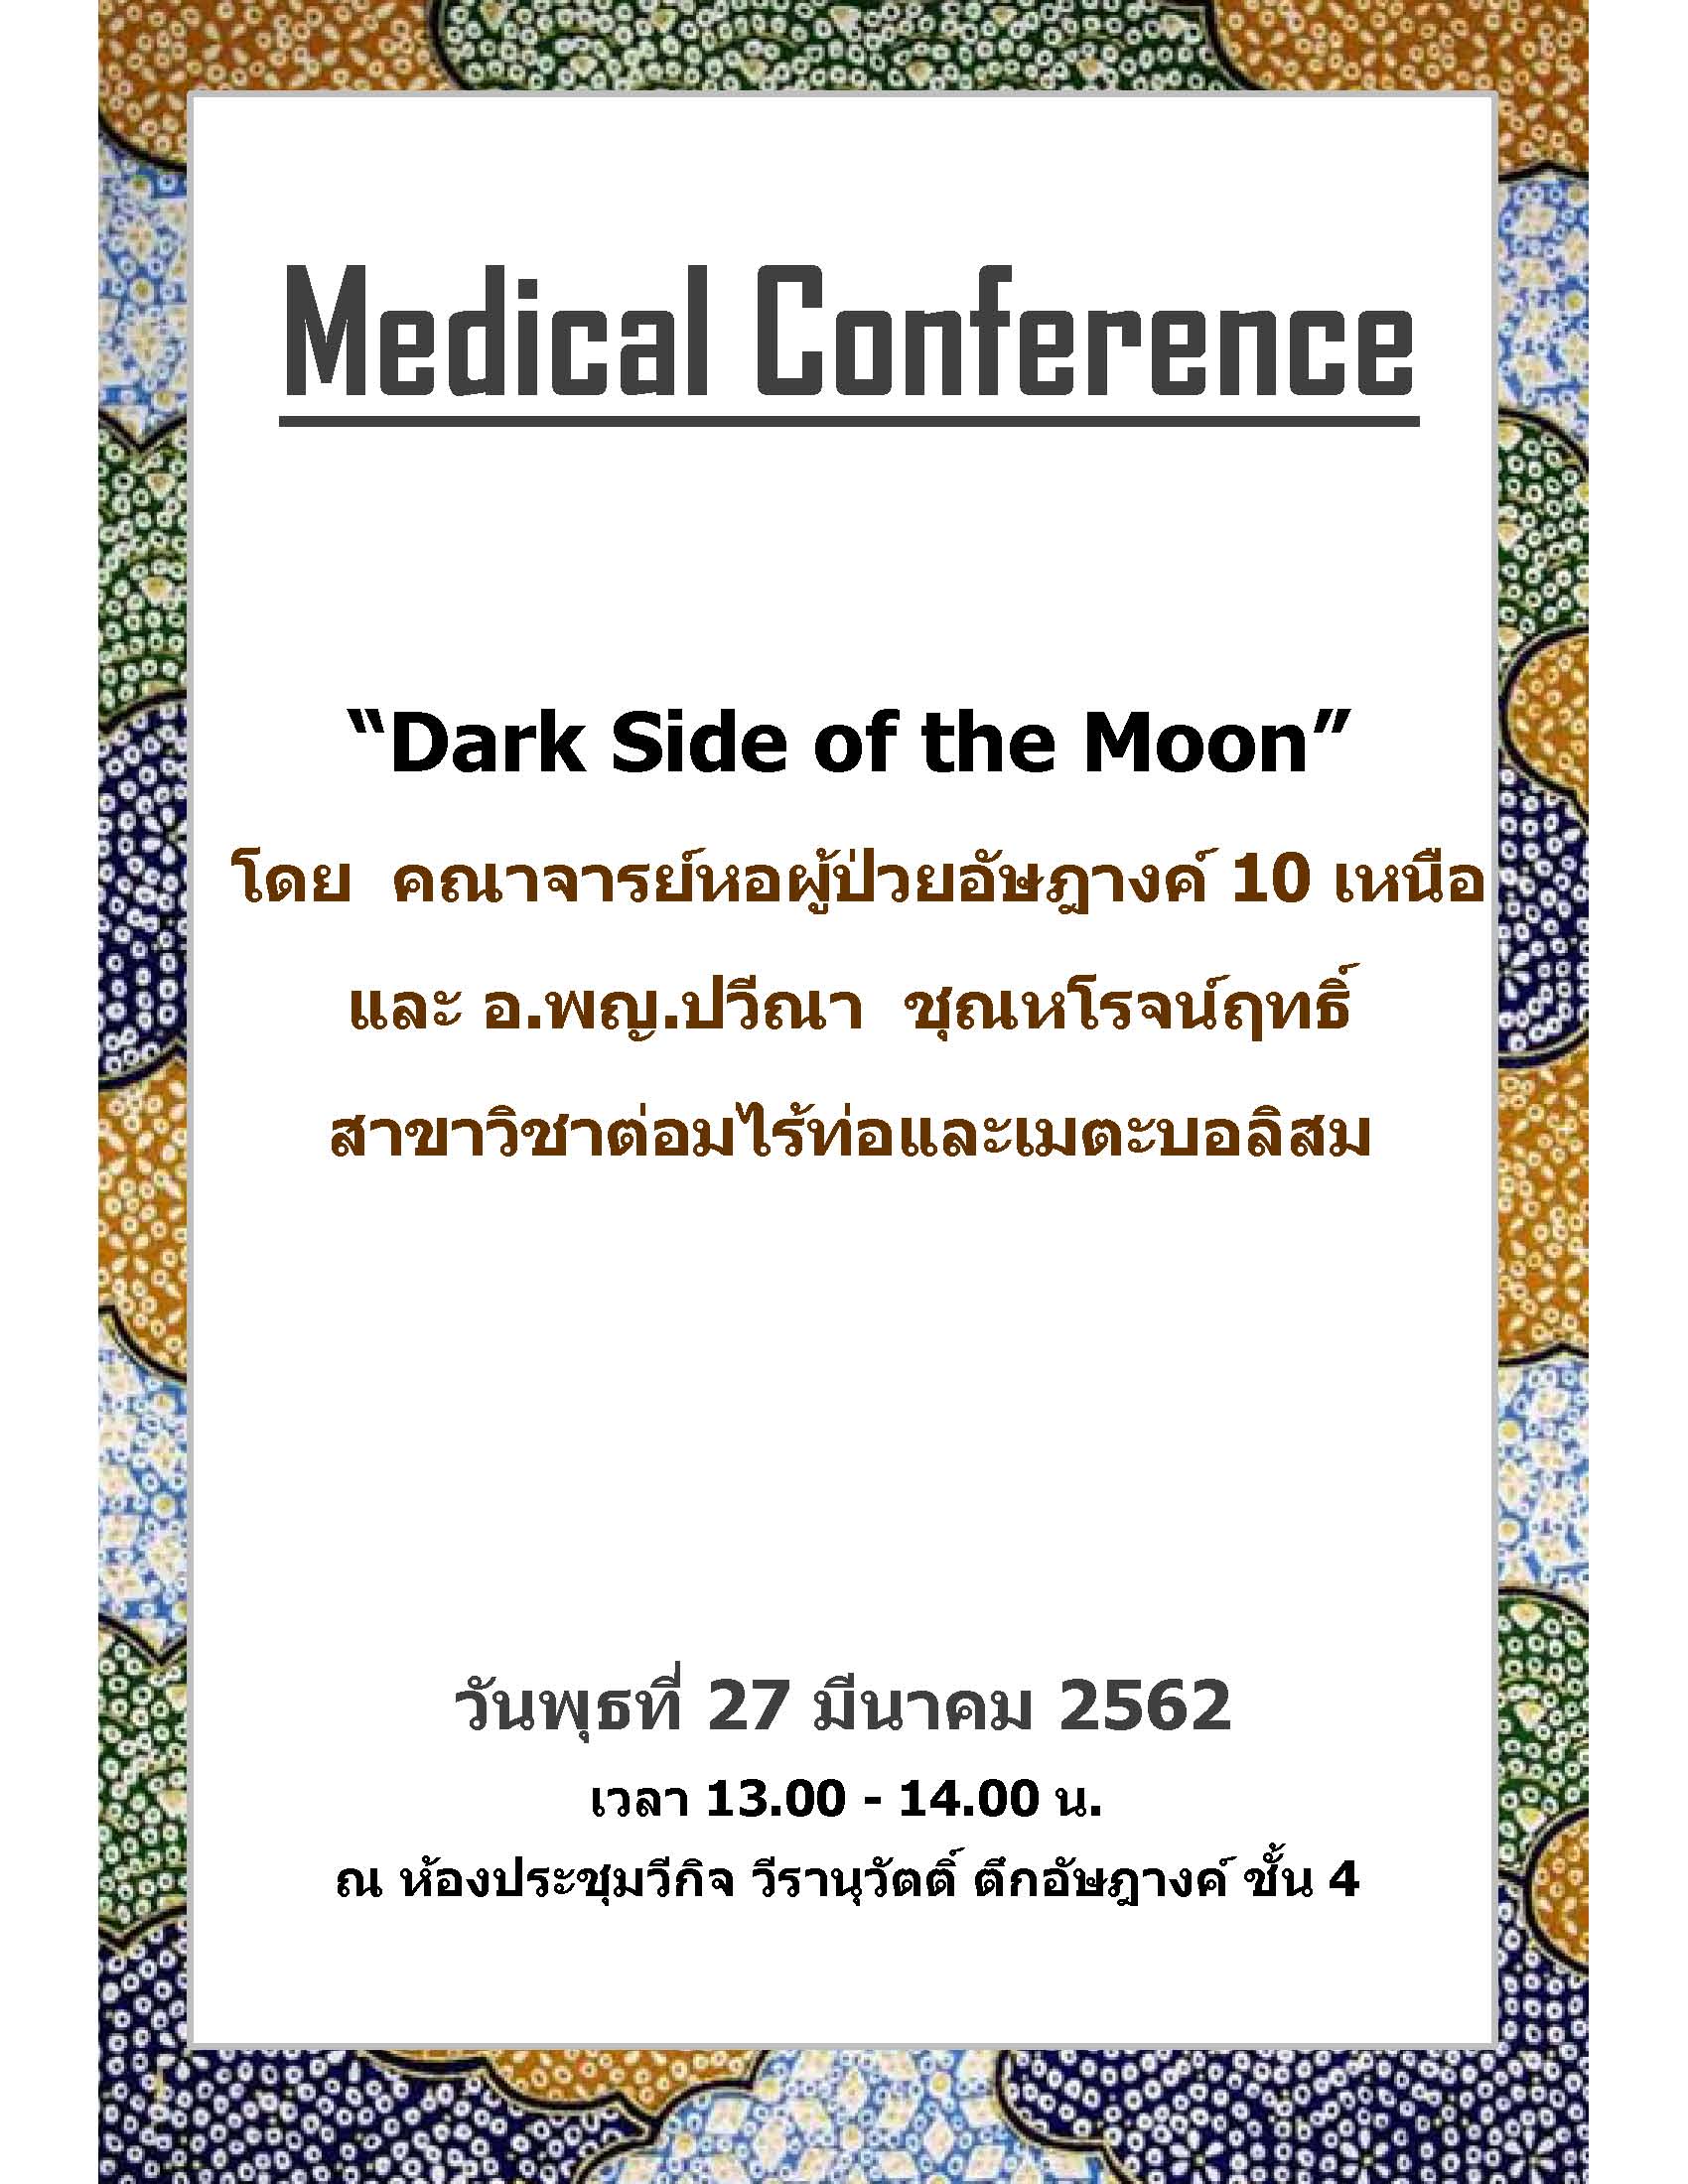 Medical Conference
“Dark Side of the Moon”
โดย คณาจารย์หอผู้ป่วยอัษฎางค์ 10 เหนือ
และ อ.พญ.ปวีณา ชุณหโรจน์ฤทธิ์
สาขาวิชาต่อมไร้ท่อและเมตะบอลิสม
วันพุธที่ 27 มีนาคม 2562
เวลา 13.00 - 14.00 น.
ณ ห้องประชุมวีกิจ วีรานุวัตติ์ ตึกอัษฎางค์ ชั้น 4